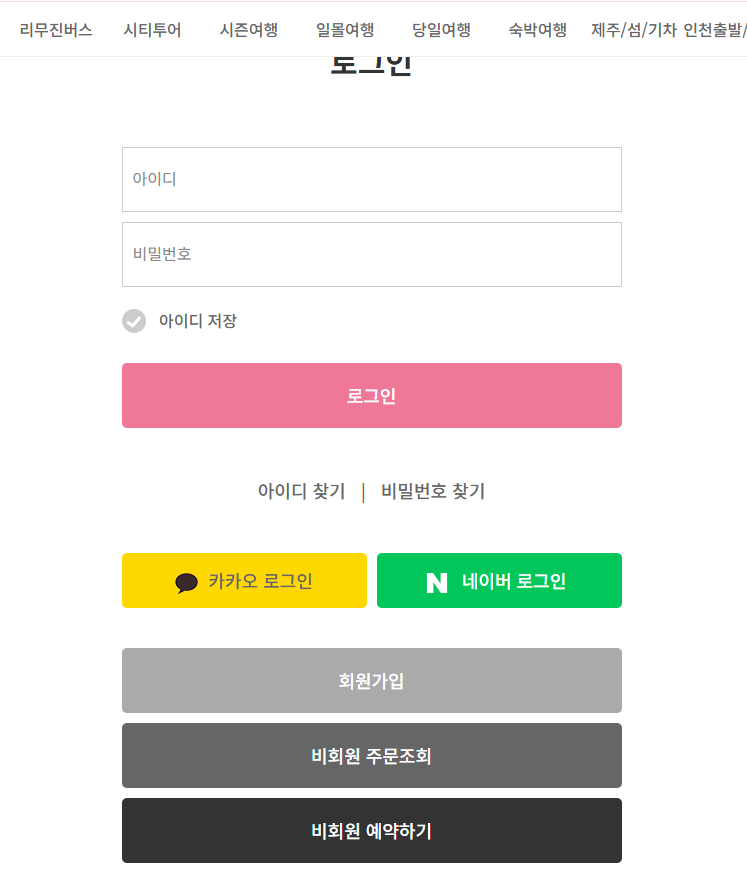 리무진버스 시티투어 시즌여행 일몰여행 당일여행 숙박여행 제주/섬/기차 인천출발/
로그인
아이디
비밀번호
아이디 저장
로그인
아이디 찾기 | 비밀번호 찾기
카카오 로그인 N 네이버 로그인
회원가입
비회원 주문조회
비회원 예약하기